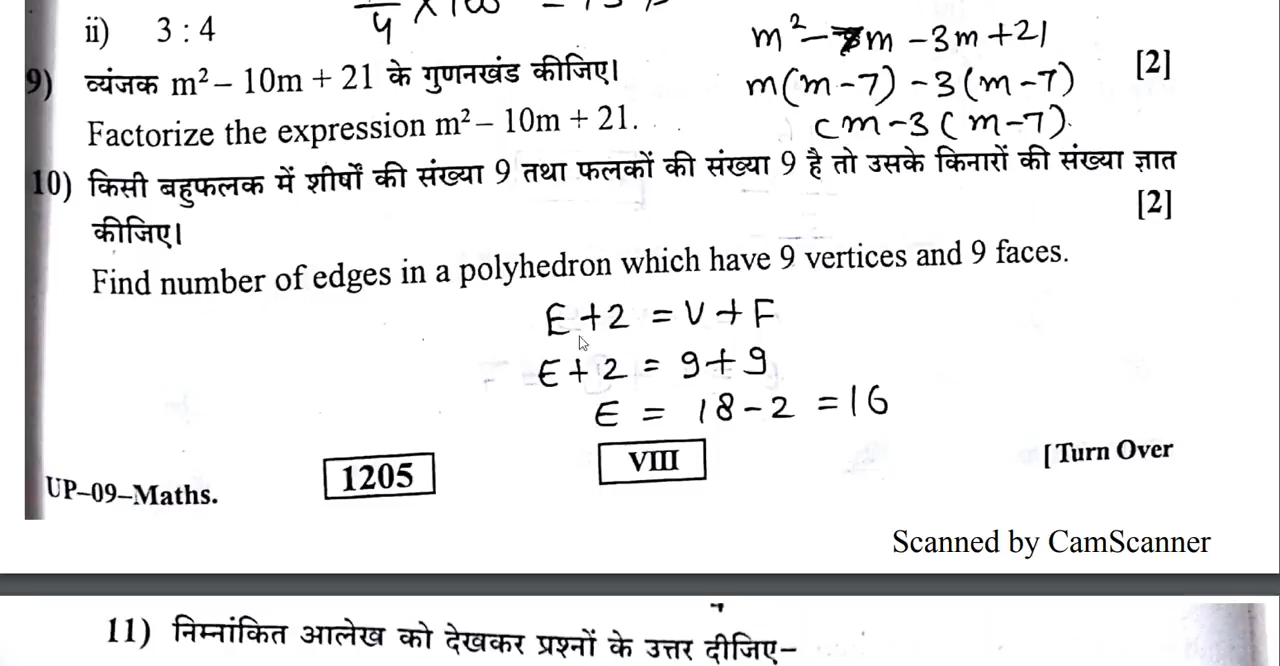 ii) 3 : 4
4 × 100 = 75 %
m² – 7m – 3m + 21
9) व्यंजक m² – 10m + 21 के गुणनखंड कीजिए। [2]
m(m – 7) – 3(m – 7)
Factorize the expression m² – 10m + 21.
(m – 3 (m – 7).
10) किसी बहुफलक में शीर्षों की संख्या 9 तथा फलकों की संख्या 9 है तो उसके किनारों की संख्या ज्ञात
कीजिए। [2]
Find number of edges in a polyhedron which have 9 vertices and 9 faces.
E + 2 = V + F
E + 2 = 9 + 9
E = 18 – 2 = 16
UP–09–Maths. 1205 VIII [Turn Over
Scanned by CamScanner
11) निम्नांकित आलेख को देखकर प्रश्नों के उत्तर दीजिए–